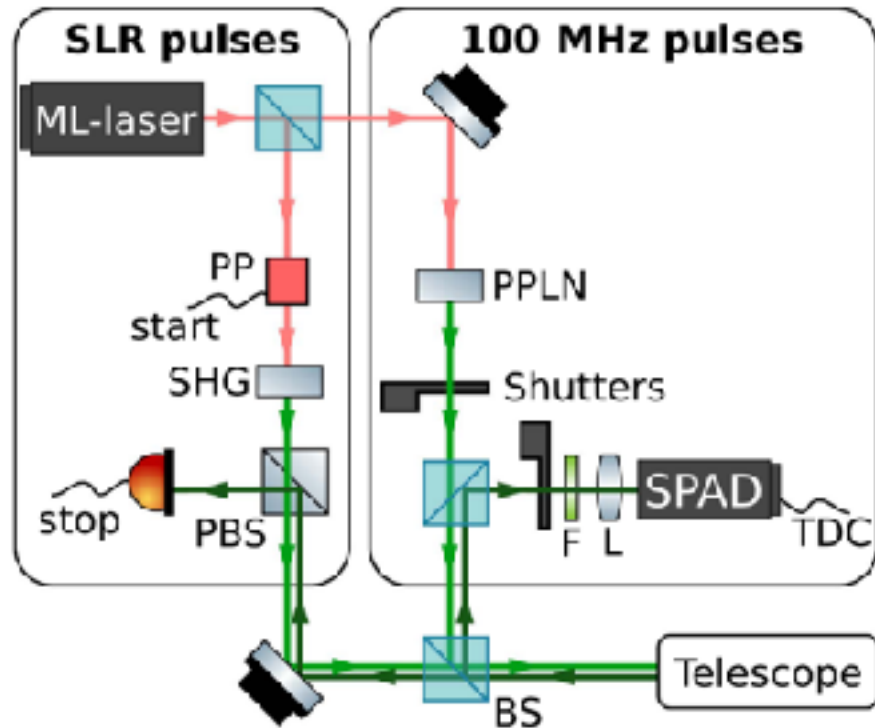 SLR pulses
100 MHz pulses
ML-laser
PP
start
PPLN
SHG
Shutters
stop
PBS
SPAD
F
L
TDC
BS
Telescope